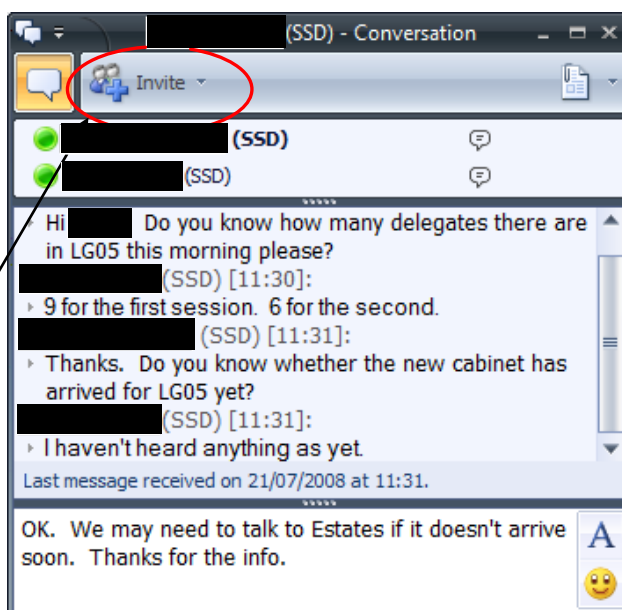 (SSD) - Conversation
Invite
(SSD)
(SSD)
Hi Do you know how many delegates there are
in LG05 this morning please?
(SSD) [11:30]:
9 for the first session. 6 for the second.
(SSD) [11:31]:
Thanks. Do you know whether the new cabinet has
arrived for LG05 yet?
(SSD) [11:31]:
I haven't heard anything as yet.
Last message received on 21/07/2008 at 11:31.
OK. We may need to talk to Estates if it doesn't arrive
soon. Thanks for the info.
A